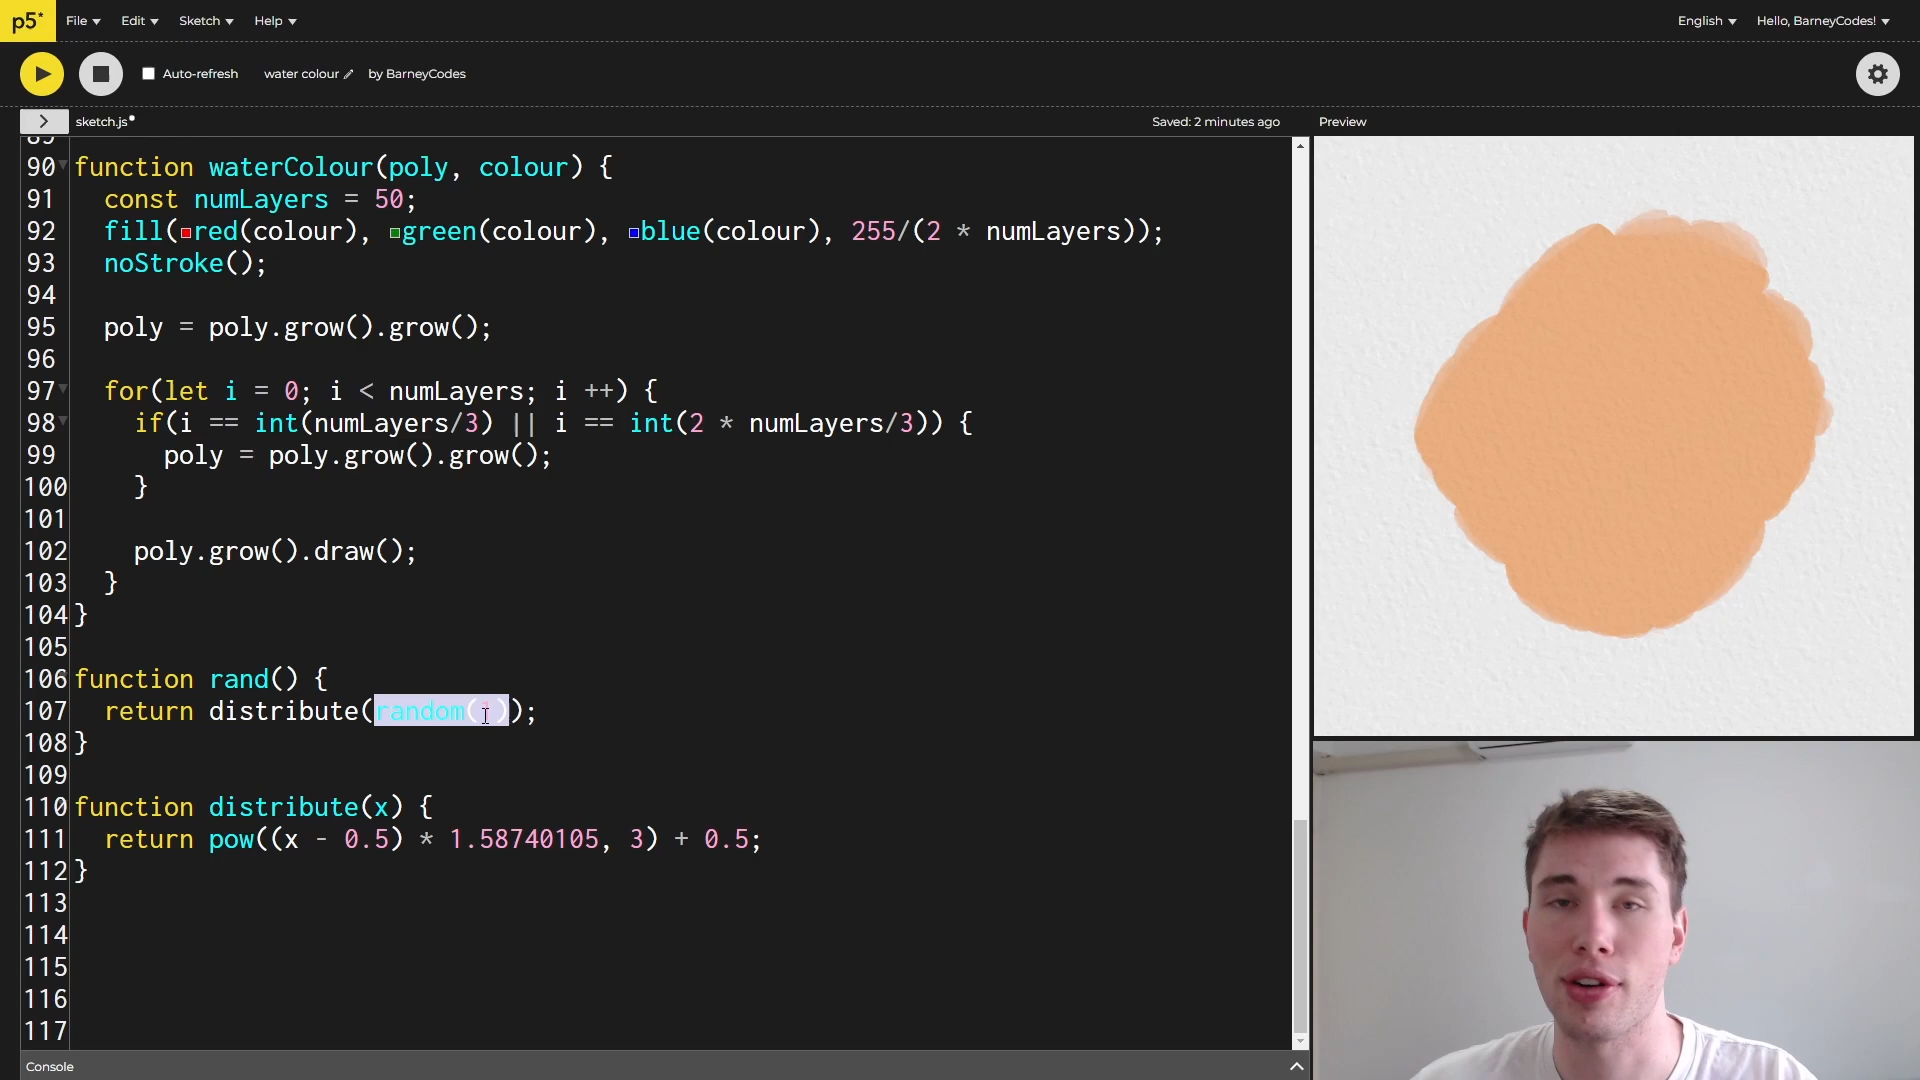 p5* File Edit Sketch Help English Hello, BarneyCodes!
Auto-refresh water colour by BarneyCodes
sketch.js Saved: 2 minutes ago Preview
89
90 function waterColour(poly, colour) {
91 const numLayers = 50;
92 fill(red(colour), green(colour), blue(colour), 255/(2 * numLayers));
93 noStroke();
94
95 poly = poly.grow().grow();
96
97 for(let i = 0; i < numLayers; i ++) {
98 if(i == int(numLayers/3) || i == int(2 * numLayers/3)) {
99 poly = poly.grow().grow();
100 }
101
102 poly.grow().draw();
103 }
104 }
105
106 function rand() {
107 return distribute(random(1));
108 }
109
110 function distribute(x) {
111 return pow((x - 0.5) * 1.58740105, 3) + 0.5;
112 }
113
114
115
116
117
Console